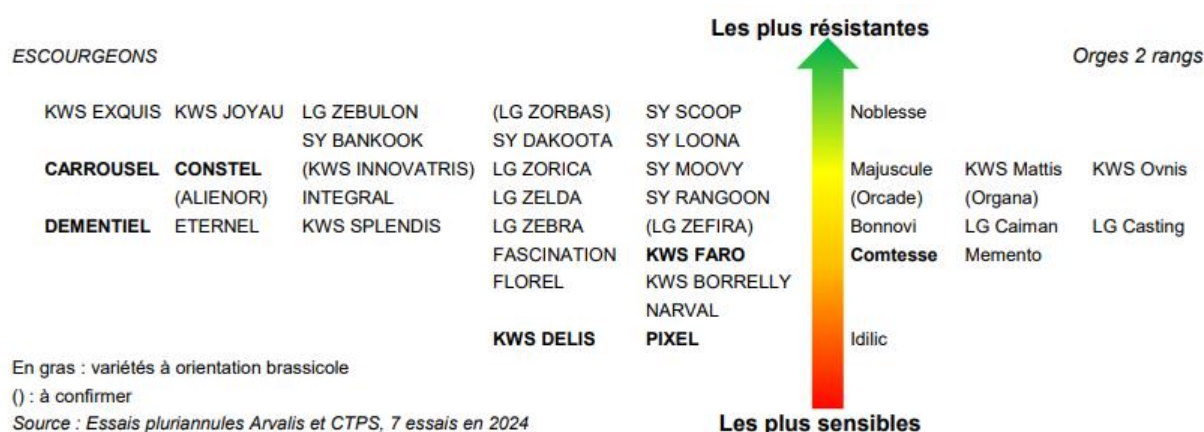 Les plus résistantes
ESCOURGEONS Orges 2 rangs
KWS EXQUIS KWS JOYAU LG ZEBULON (LG ZORBAS) SY SCOOP Noblesse
SY BANKOOK SY DAKOOTA SY LOONA
CARROUSEL CONSTEL (KWS INNOVATRIS) LG ZORICA SY MOOVY Majuscule KWS Mattis KWS Ovnis
(ALIENOR) INTEGRAL LG ZELDA SY RANGOON (Orcade) (Organa)
DEMENTIEL ETERNEL KWS SPLENDIS LG ZEBRA (LG ZEFIRA) Bonnovi LG Caiman LG Casting
FASCINATION KWS FARO Comtesse Memento
FLOREL KWS BORRELLY
NARVAL
KWS DELIS PIXEL Idilic
En gras : variétés à orientation brassicole
() : à confirmer
Source : Essais pluriannules Arvalis et CTPS, 7 essais en 2024
Les plus sensibles